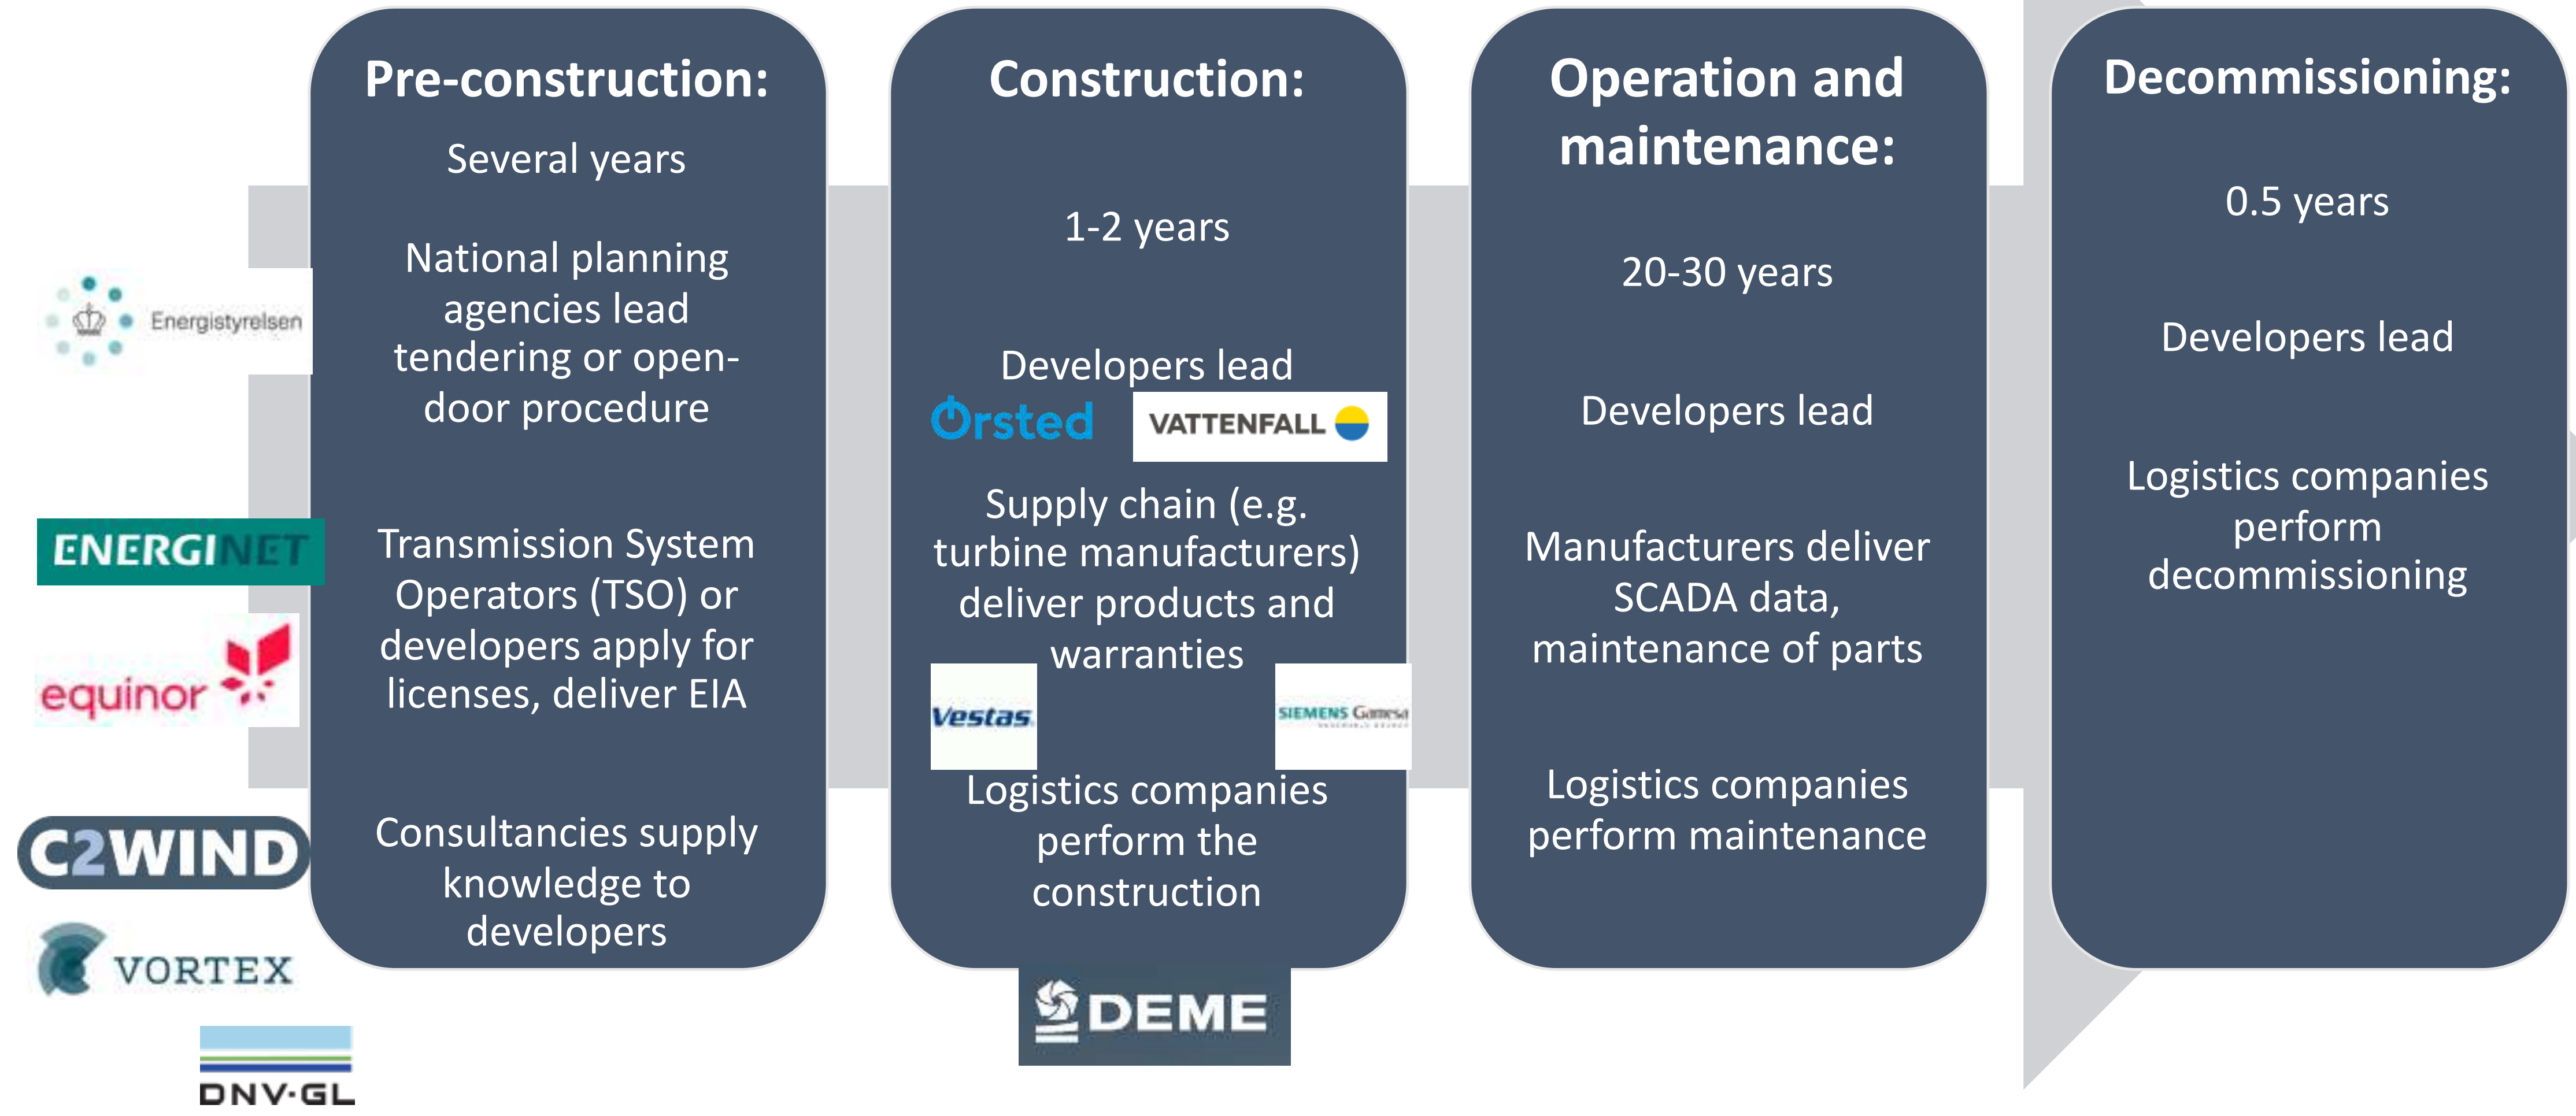 Pre-construction:
Several years
National planning
agencies lead
tendering or open-
door procedure
Transmission System
Operators (TSO) or
developers apply for
licenses, deliver EIA
Consultancies supply
knowledge to
developers
Energistyrelsen
ENERGINET
equinor
C2WIND
VORTEX
DNV·GL
Construction:
1-2 years
Developers lead
Ørsted
VATTENFALL
Supply chain (e.g.
turbine manufacturers)
deliver products and
warranties
Vestas
SIEMENS Gamesa
Logistics companies
perform the
construction
DEME
Operation and
maintenance:
20-30 years
Developers lead
Manufacturers deliver
SCADA data,
maintenance of parts
Logistics companies
perform maintenance
Decommissioning:
0.5 years
Developers lead
Logistics companies
perform
decommissioning